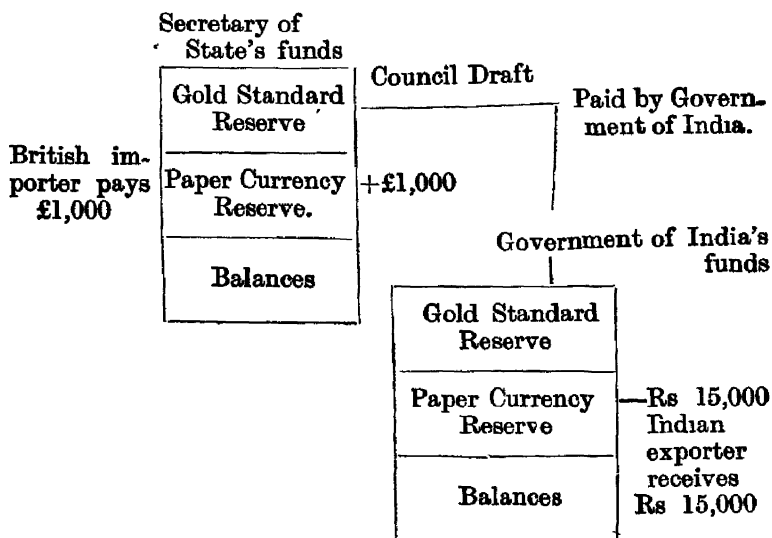 Secretary of
State's funds
Council Draft
Gold Standard
Reserve
Paid by Govern-
ment of India.
British im-
porter pays
£1,000
Paper Currency
Reserve.
+£1,000
Balances
Government of India's
funds
Gold Standard
Reserve
Paper Currency
Reserve
—Rs 15,000
Indian
exporter
receives
Rs 15,000
Balances